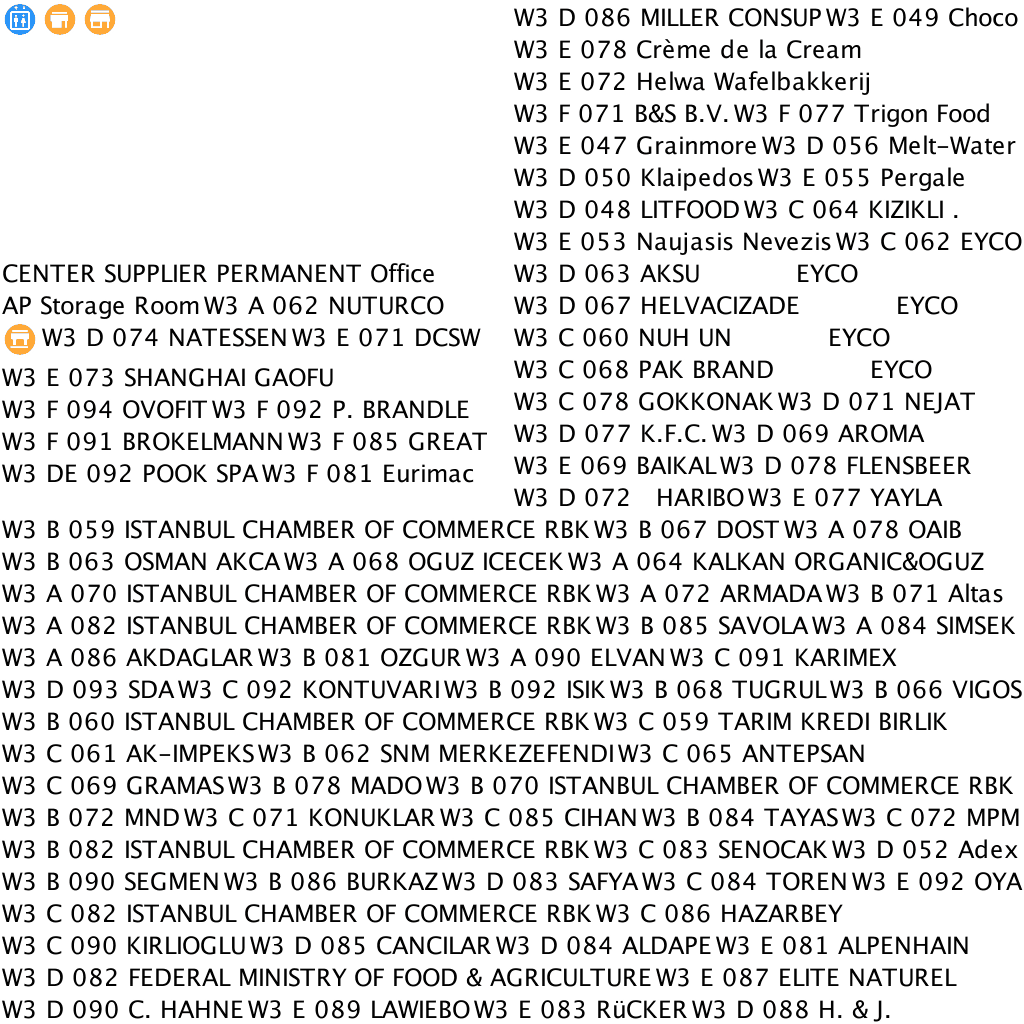 CENTER SUPPLIER PERMANENT Office
AP Storage Room W3 A 062 NUTURCO
W3 D 074 NATESSEN W3 E 071 DCSW
W3 E 073 SHANGHAI GAOFU
W3 F 094 OVOFIT W3 F 092 P. BRANDLE
W3 F 091 BROKELMANN W3 F 085 GREAT
W3 DE 092 POOK SPA W3 F 081 Eurimac
W3 D 086 MILLER CONSUP W3 E 049 Choco
W3 E 078 Crème de la Cream
W3 E 072 Helwa Wafelbakkerij
W3 F 071 B&S B.V. W3 F 077 Trigon Food
W3 E 047 Grainmore W3 D 056 Melt-Water
W3 D 050 Klaipedos W3 E 055 Pergale
W3 D 048 LITFOOD W3 C 064 KIZIKLI .
W3 E 053 Naujasis Nevezis W3 C 062 EYCO
W3 D 063 AKSU EYCO
W3 D 067 HELVACIZADE EYCO
W3 C 060 NUH UN EYCO
W3 C 068 PAK BRAND EYCO
W3 C 078 GOKKONAK W3 D 071 NEJAT
W3 D 077 K.F.C. W3 D 069 AROMA
W3 E 069 BAIKAL W3 D 078 FLENSBEER
W3 D 072 HARIBO W3 E 077 YAYLA
W3 B 059 ISTANBUL CHAMBER OF COMMERCE RBK W3 B 067 DOST W3 A 078 OAIB
W3 B 063 OSMAN AKCA W3 A 068 OGUZ ICECEK W3 A 064 KALKAN ORGANIC&OGUZ
W3 A 070 ISTANBUL CHAMBER OF COMMERCE RBK W3 A 072 ARMADA W3 B 071 Altas
W3 A 082 ISTANBUL CHAMBER OF COMMERCE RBK W3 B 085 SAVOLA W3 A 084 SIMSEK
W3 A 086 AKDAGLAR W3 B 081 OZGUR W3 A 090 ELVAN W3 C 091 KARIMEX
W3 D 093 SDA W3 C 092 KONTUVARI W3 B 092 ISIK W3 B 068 TUGRUL W3 B 066 VIGOS
W3 B 060 ISTANBUL CHAMBER OF COMMERCE RBK W3 C 059 TARIM KREDI BIRLIK
W3 C 061 AK-IMPEKS W3 B 062 SNM MERKEZEFENDI W3 C 065 ANTEPSAN
W3 C 069 GRAMAS W3 B 078 MADO W3 B 070 ISTANBUL CHAMBER OF COMMERCE RBK
W3 B 072 MND W3 C 071 KONUKLAR W3 C 085 CIHAN W3 B 084 TAYAS W3 C 072 MPM
W3 B 082 ISTANBUL CHAMBER OF COMMERCE RBK W3 C 083 SENOCAK W3 D 052 Adex
W3 B 090 SEGMEN W3 B 086 BURKAZ W3 D 083 SAFYA W3 C 084 TOREN W3 E 092 OYA
W3 C 082 ISTANBUL CHAMBER OF COMMERCE RBK W3 C 086 HAZARBEY
W3 C 090 KIRLIOGLU W3 D 085 CANCILAR W3 D 084 ALDAPE W3 E 081 ALPENHAIN
W3 D 082 FEDERAL MINISTRY OF FOOD & AGRICULTURE W3 E 087 ELITE NATUREL
W3 D 090 C. HAHNE W3 E 089 LAWIEBO W3 E 083 RüCKER W3 D 088 H. & J.